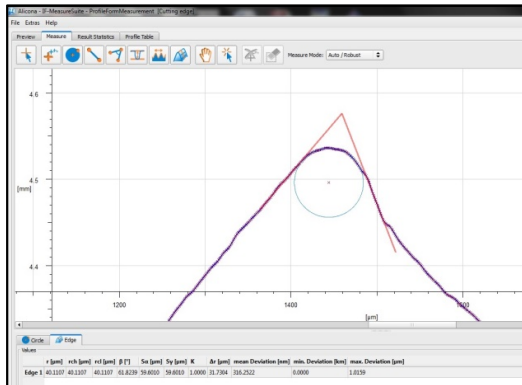 Alicona - IF-MeasureSuite - ProfileFormMeasurement [Cutting edge]
File Extras Help
Preview Measure Result Statistics Profile Table
Measure Mode: Auto / Robust
4.6
4.5
[mm]
4.4
1200 1400 1600
[µm]
Circle Edge
Values
r [µm] rch [µm] rcl [µm] β [°] Sα [µm] Sγ [µm] K Δr [µm] mean Deviation [nm] min. Deviation [km] max. Deviation [µm]
Edge 1 40.1107 40.1107 40.1107 61.8239 59.6010 59.6010 1.0000 31.7304 316.2522 0.0000 1.0159